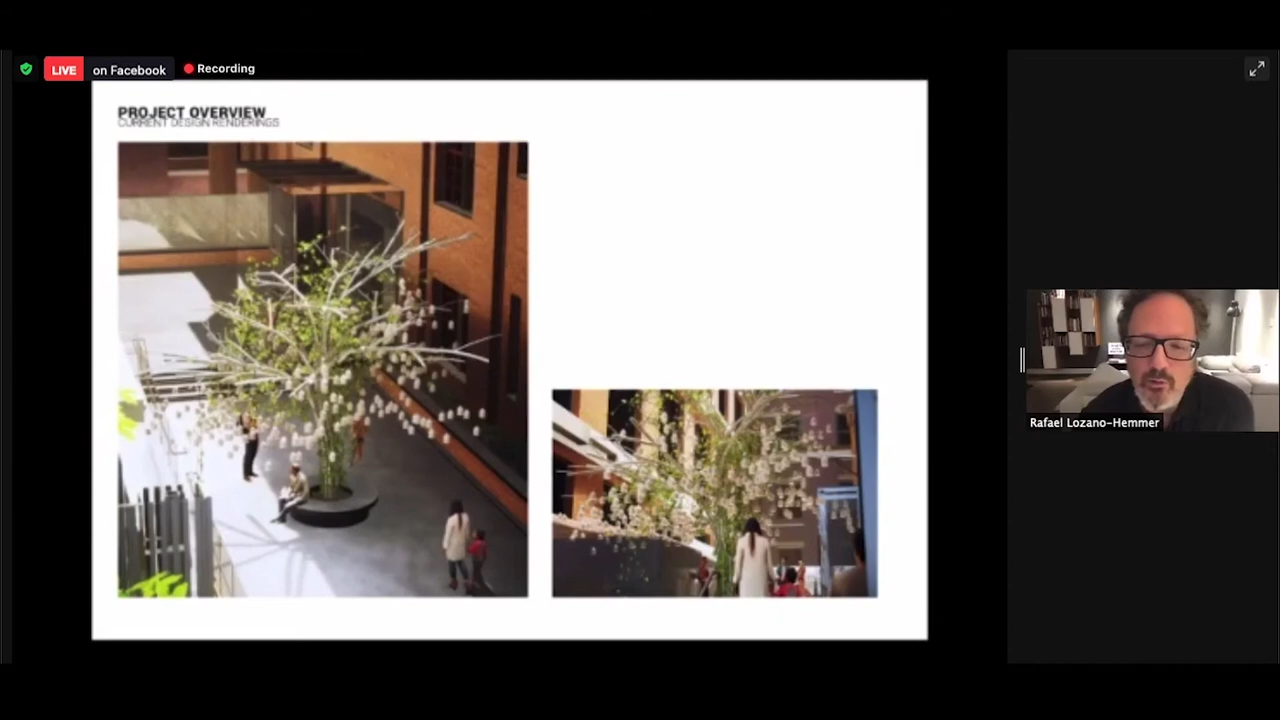 LIVE on Facebook Recording
PROJECT OVERVIEW
CURRENT DESIGN RENDERINGS
Rafael Lozano-Hemmer